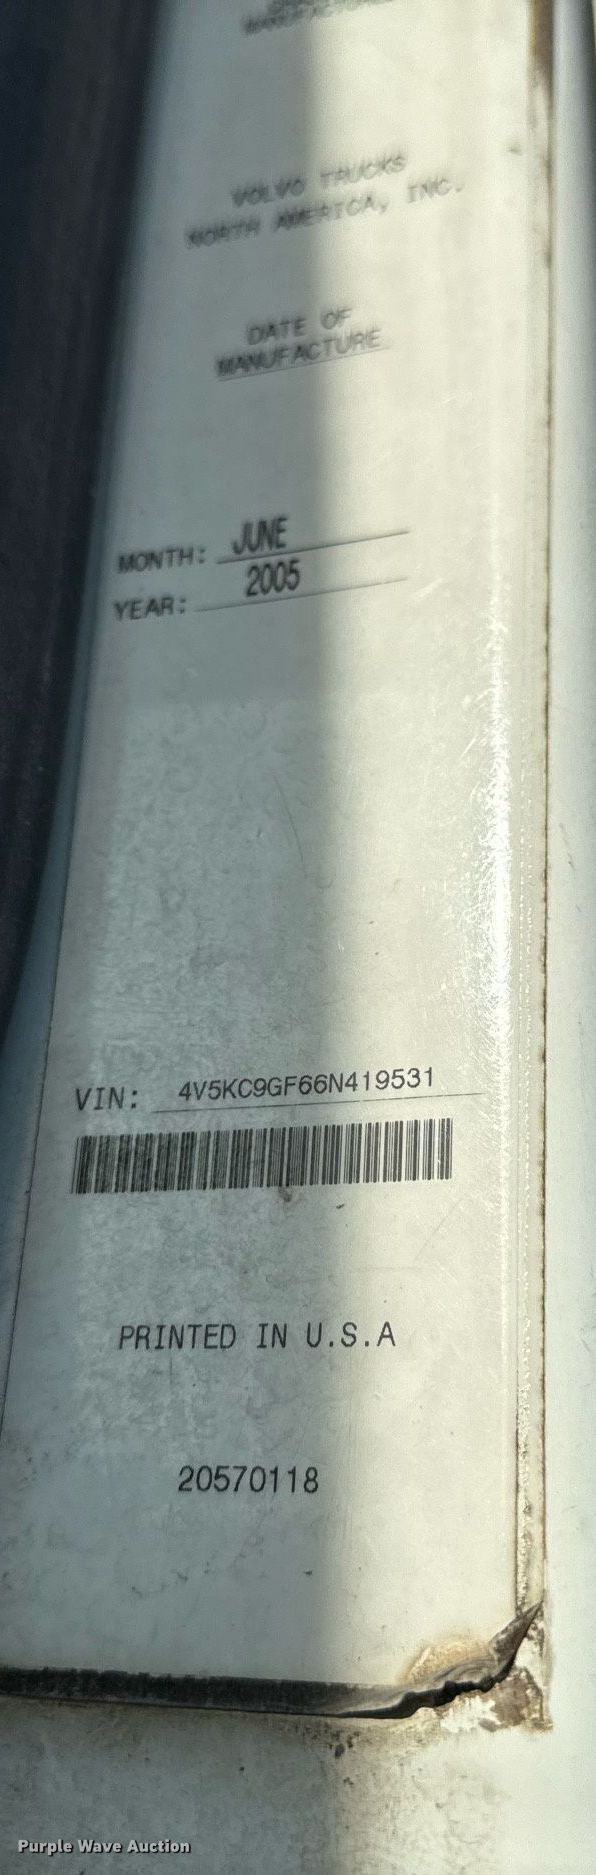 MANUFACTURED
VOLVO TRUCKS
NORTH AMERICA, INC.
DATE OF
MANUFACTURE
MONTH: JUNE
YEAR: 2005
VIN: 4V5KC9GF66N419531
PRINTED IN U.S.A
20570118
Purple Wave Auction